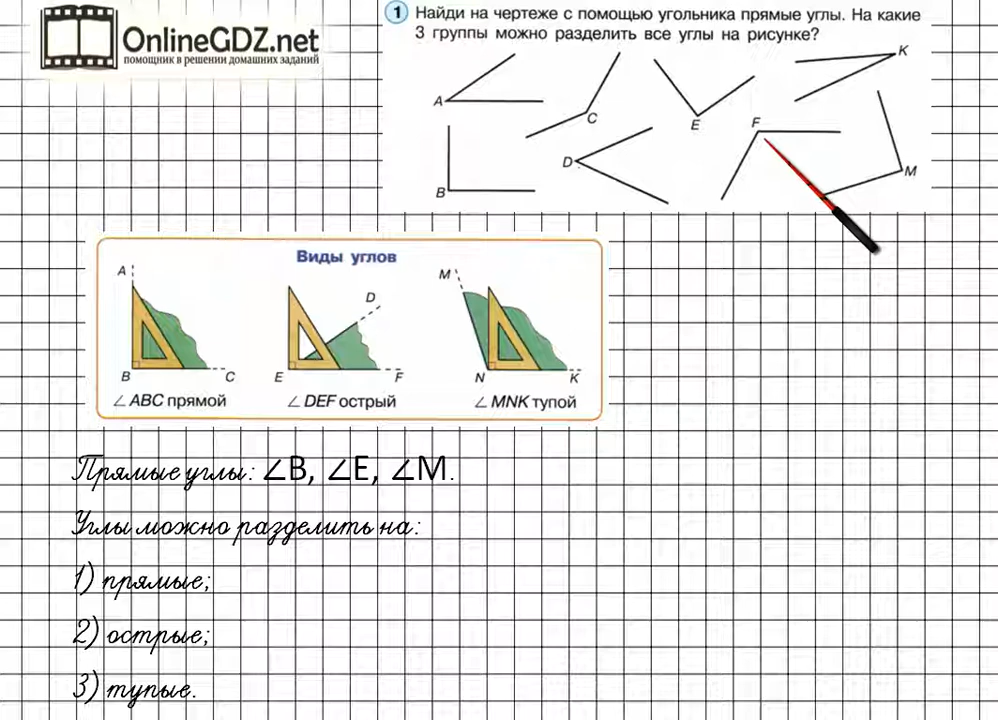 OnlineGDZ.net
помощник в решении домашних заданий
1 Найди на чертеже с помощью угольника прямые углы. На какие
3 группы можно разделить все углы на рисунке?
A
C
E
K
B
D
F
M
Виды углов
A
B
C
D
E
F
M
N
K
∠ ABC прямой
∠ DEF острый
∠ MNK тупой
Прямые углы: ∠B, ∠E, ∠M.
Углы можно разделить на:
1) прямые;
2) острые;
3) тупые.